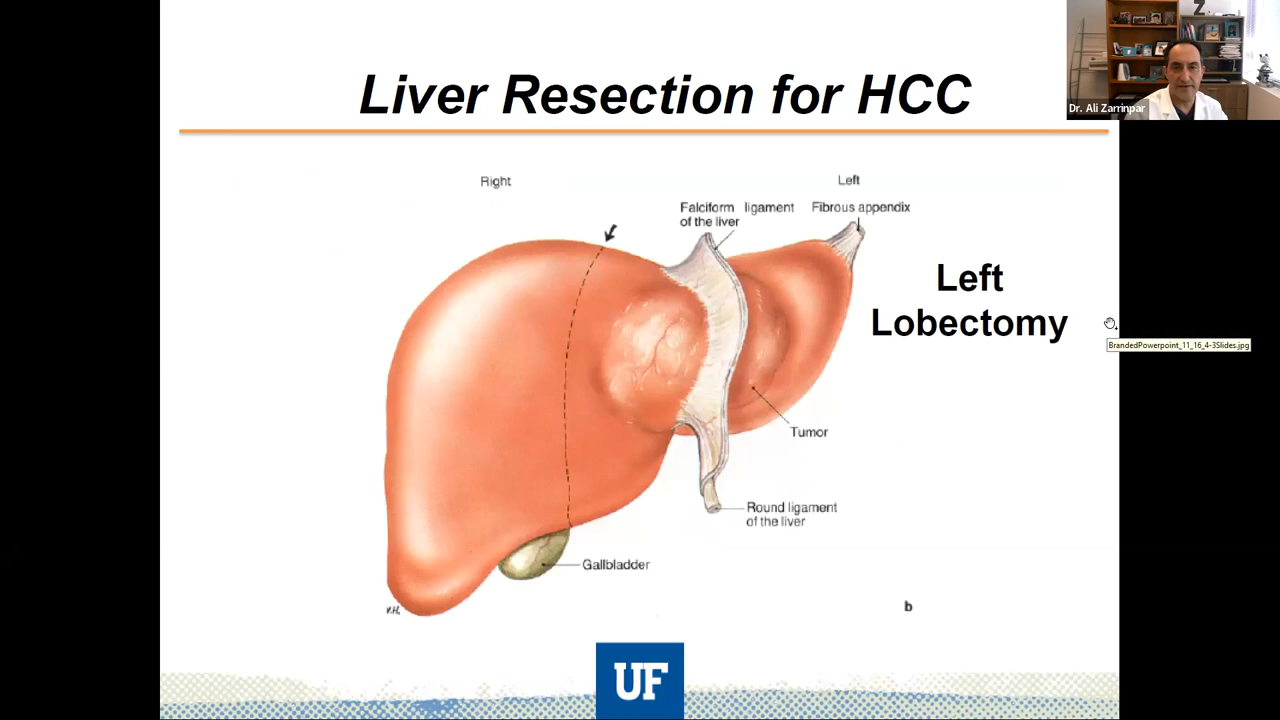 Liver Resection for HCC
Dr. Ali Zarrinpar
Right
Left
Falciform ligament
of the liver
Fibrous appendix
Left
Lobectomy
BrandedPowerpoint_11_16_4-3Slides.jpg
Tumor
Round ligament
of the liver
Gallbladder
V.H.
b
UF